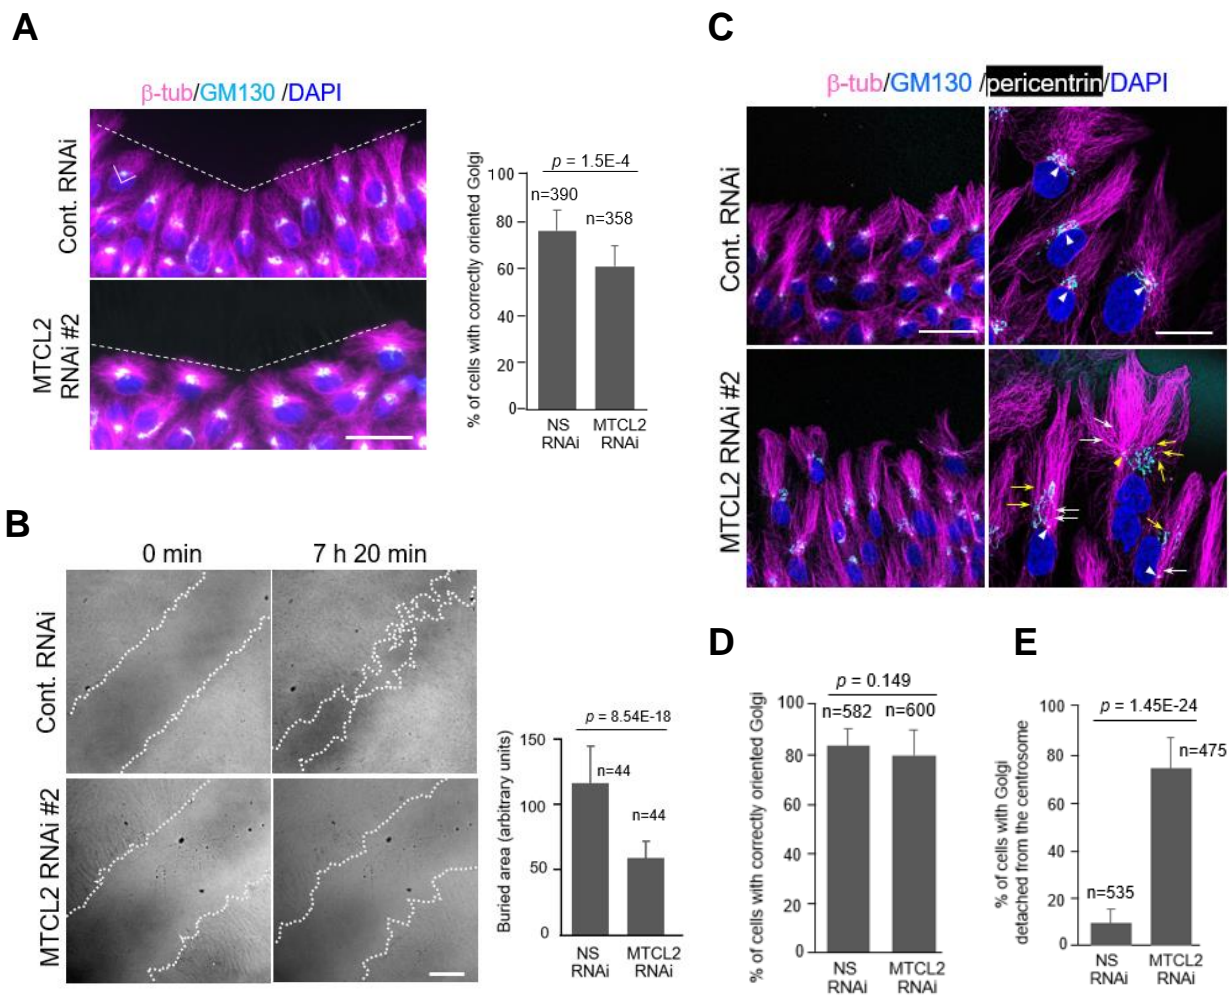 A
β-tub/GM130 /DAPI
Cont. RNAi
MTCL2
RNAi #2
% of cells with correctly oriented Golgi
p = 1.5E-4
100
80
60
40
20
0
n=390
n=358
NS
RNAi
MTCL2
RNAi
B
0 min
7 h 20 min
Cont. RNAi
MTCL2 RNAi #2
Buried area (arbitrary units)
p = 8.54E-18
150
100
50
0
n=44
n=44
NS
RNAi
MTCL2
RNAi
C
β-tub/GM130 /pericentrin/DAPI
Cont. RNAi
MTCL2 RNAi #2
D
% of cells with correctly oriented Golgi
p = 0.149
100
80
60
40
20
0
n=582
n=600
NS
RNAi
MTCL2
RNAi
E
% of cells with Golgi
detached from the centrosome
p = 1.45E-24
100
80
60
40
20
0
n=535
n=475
NS
RNAi
MTCL2
RNAi